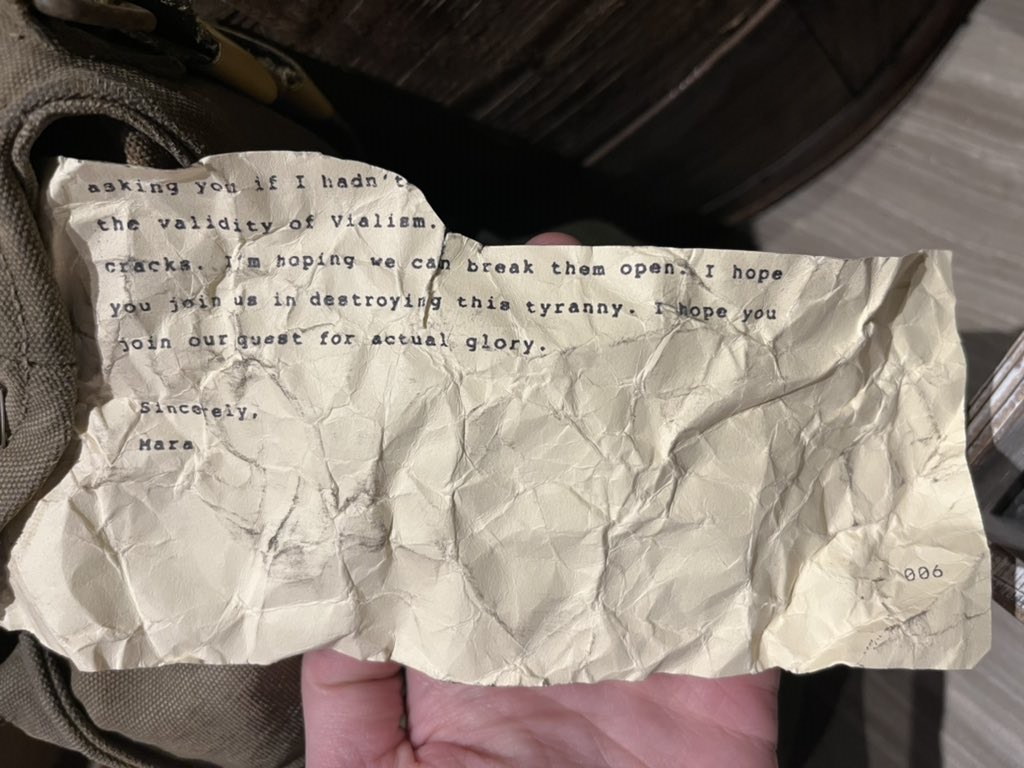 asking you if I hadn't
the validity of Vialism.
cracks. I'm hoping we can break them open. I hope
you join us in destroying this tyranny. I hope you
join our quest for actual glory.
Sincerely,
Mara
006